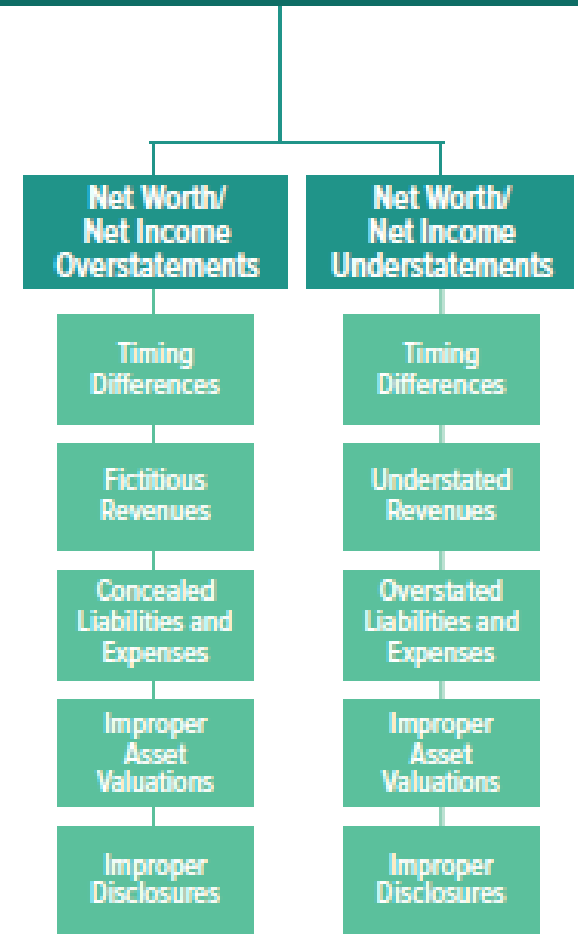 Net Worth/
Net Income
Overstatements
Timing
Differences
Fictitious
Revenues
Concealed
Liabilities and
Expenses
Improper
Asset
Valuations
Improper
Disclosures
Net Worth/
Net Income
Understatements
Timing
Differences
Understated
Revenues
Overstated
Liabilities and
Expenses
Improper
Asset
Valuations
Improper
Disclosures